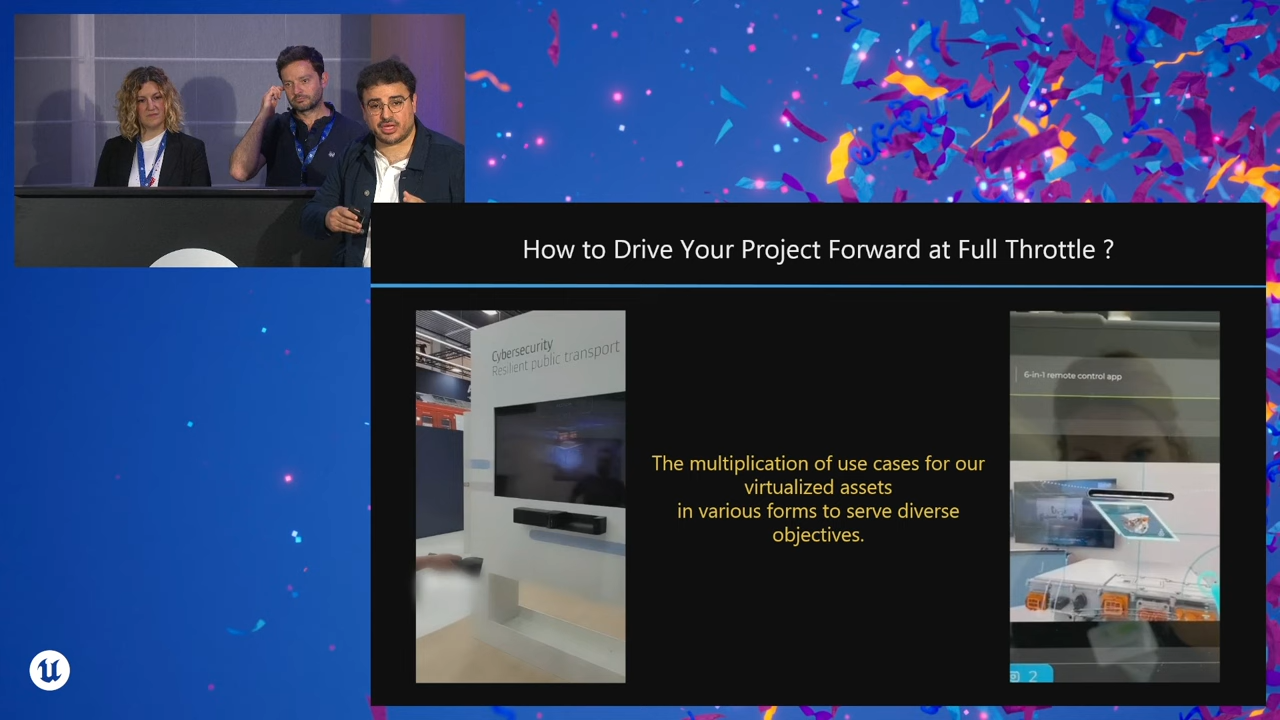 How to Drive Your Project Forward at Full Throttle ?
Cybersecurity
Resilient public transport
The multiplication of use cases for our
virtualized assets
in various forms to serve diverse
objectives.
6-in-1 remote control app
2